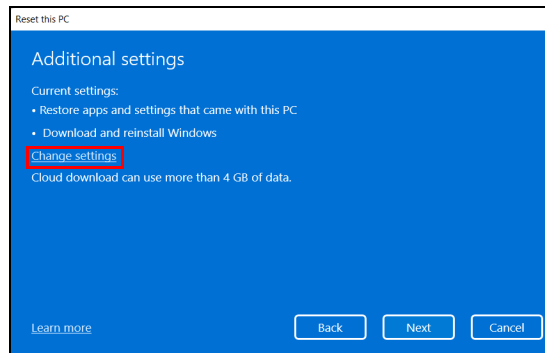 Reset this PC
Additional settings
Current settings:
• Restore apps and settings that came with this PC
• Download and reinstall Windows
Change settings
Cloud download can use more than 4 GB of data.
Learn more
Back
Next
Cancel